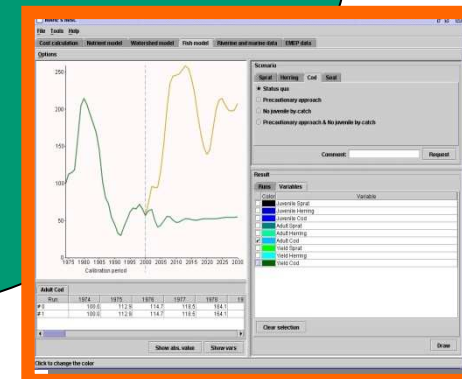 File Tools Help
Cost calculation Nutrient model Watershed model Fish model Riverine and marine data EMEP data
Options
250
200
150
100
50
0
1975 1980 1985 1990 1995 2000 2005 2010 2015 2020 2025 2030
Calibration period
Adult Cod
Run 1974 1975 1976 1977 1978
# 0 100.0 112.9 114.7 118.5 164.1
# 1 100.0 112.9 114.7 118.5 164.1
Show abs. value Show vars
Scenario
Sprat Herring Cod Seal
Status quo
Precautionary approach
No juvenile by-catch
Precautionary approach & No juvenile by-catch
Comment: Request
Result
Runs Variables
Color Variable
Juvenile Sprat
Juvenile Herring
Juvenile Cod
Adult Sprat
Adult Herring
Adult Cod
Yield Sprat
Yield Herring
Yield Cod
Clear selection
Draw
Click to change the color